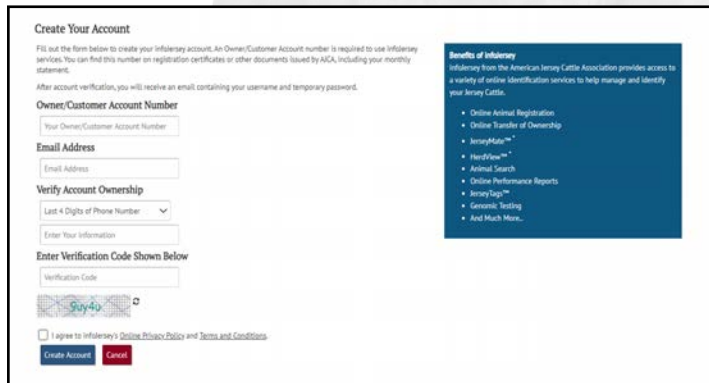 Create Your Account
Fill out the form below to create your infoJersey account. An Owner/Customer Account number is required to use infoJersey
services. You can find this number on registration certificates or other documents issued by AJCA, including your monthly
statement.
After account verification, you will receive an email containing your username and temporary password.
Owner/Customer Account Number
Your Owner/Customer Account Number
Email Address
Email Address
Verify Account Ownership
Last 4 Digits of Phone Number
Enter Your Information
Enter Verification Code Shown Below
Verification Code
9uy4u
I agree to infoJersey's Online Privacy Policy and Terms and Conditions.
Create Account Cancel
Benefits of infoJersey
infoJersey from the American Jersey Cattle Association provides access to
a variety of online identification services to help manage and identify
your Jersey Cattle.
• Online Animal Registration
• Online Transfer of Ownership
• JerseyMate™ *
• HerdView™ *
• Animal Search
• Online Performance Reports
• JerseyTags™
• Genomic Testing
• And Much More..